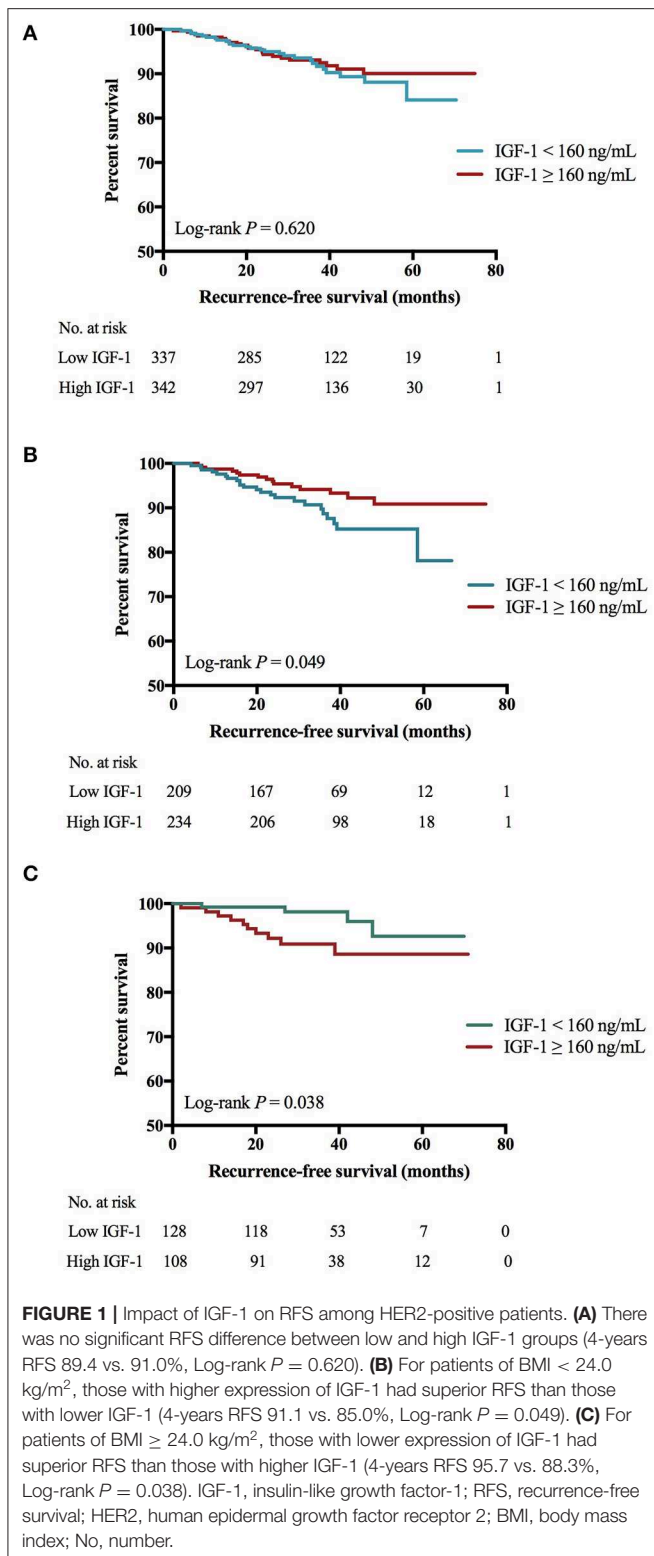 A
100
90
80
70
60
50
Percent survival
IGF-1 < 160 ng/mL
IGF-1 ≥ 160 ng/mL
Log-rank P = 0.620
0 20 40 60 80
Recurrence-free survival (months)
No. at risk
Low IGF-1 337 285 122 19 1
High IGF-1 342 297 136 30 1
B
100
90
80
70
60
50
Percent survival
IGF-1 < 160 ng/mL
IGF-1 ≥ 160 ng/mL
Log-rank P = 0.049
0 20 40 60 80
Recurrence-free survival (months)
No. at risk
Low IGF-1 209 167 69 12 1
High IGF-1 234 206 98 18 1
C
100
90
80
70
60
50
Percent survival
IGF-1 < 160 ng/mL
IGF-1 ≥ 160 ng/mL
Log-rank P = 0.038
0 20 40 60 80
Recurrence-free survival (months)
No. at risk
Low IGF-1 128 118 53 7 0
High IGF-1 108 91 38 12 0
FIGURE 1 | Impact of IGF-1 on RFS among HER2-positive patients. (A) There
was no significant RFS difference between low and high IGF-1 groups (4-years
RFS 89.4 vs. 91.0%, Log-rank P = 0.620). (B) For patients of BMI < 24.0
kg/m², those with higher expression of IGF-1 had superior RFS than those
with lower IGF-1 (4-years RFS 91.1 vs. 85.0%, Log-rank P = 0.049). (C) For
patients of BMI ≥ 24.0 kg/m², those with lower expression of IGF-1 had
superior RFS than those with higher IGF-1 (4-years RFS 95.7 vs. 88.3%,
Log-rank P = 0.038). IGF-1, insulin-like growth factor-1; RFS, recurrence-free
survival; HER2, human epidermal growth factor receptor 2; BMI, body mass
index; No, number.